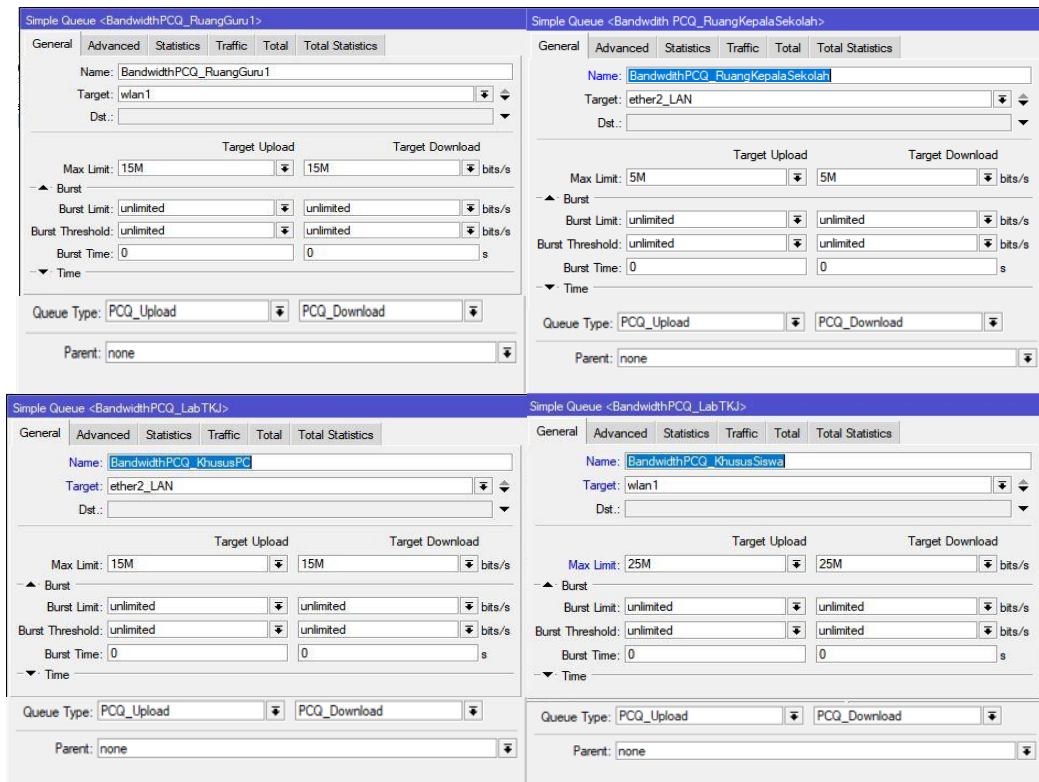 Simple Queue <BandwidthPCQ_RuangGuru1>
General Advanced Statistics Traffic Total Total Statistics
Name: BandwidthPCQ_RuangGuru1
Target: wlan1
Dst.:
Target Upload Target Download
Max Limit: 15M 15M bits/s
Burst
Burst Limit: unlimited unlimited bits/s
Burst Threshold: unlimited unlimited bits/s
Burst Time: 0 0 s
Time
Queue Type: PCQ_Upload PCQ_Download
Parent: none
Simple Queue <Bandwdith PCQ_RuangKepalaSekolah>
General Advanced Statistics Traffic Total Total Statistics
Name: BandwdithPCQ_RuangKepalaSekolah
Target: ether2_LAN
Dst.:
Target Upload Target Download
Max Limit: 5M 5M bits/s
Burst
Burst Limit: unlimited unlimited bits/s
Burst Threshold: unlimited unlimited bits/s
Burst Time: 0 0 s
Time
Queue Type: PCQ_Upload PCQ_Download
Parent: none
Simple Queue <BandwidthPCQ_LabTKJ>
General Advanced Statistics Traffic Total Total Statistics
Name: BandwidthPCQ_KhususPC
Target: ether2_LAN
Dst.:
Target Upload Target Download
Max Limit: 15M 15M bits/s
Burst
Burst Limit: unlimited unlimited bits/s
Burst Threshold: unlimited unlimited bits/s
Burst Time: 0 0 s
Time
Queue Type: PCQ_Upload PCQ_Download
Parent: none
Simple Queue <BandwidthPCQ_LabTKJ>
General Advanced Statistics Traffic Total Total Statistics
Name: BandwidthPCQ_KhususSiswa
Target: wlan1
Dst.:
Target Upload Target Download
Max Limit: 25M 25M bits/s
Burst
Burst Limit: unlimited unlimited bits/s
Burst Threshold: unlimited unlimited bits/s
Burst Time: 0 0 s
Time
Queue Type: PCQ_Upload PCQ_Download
Parent: none